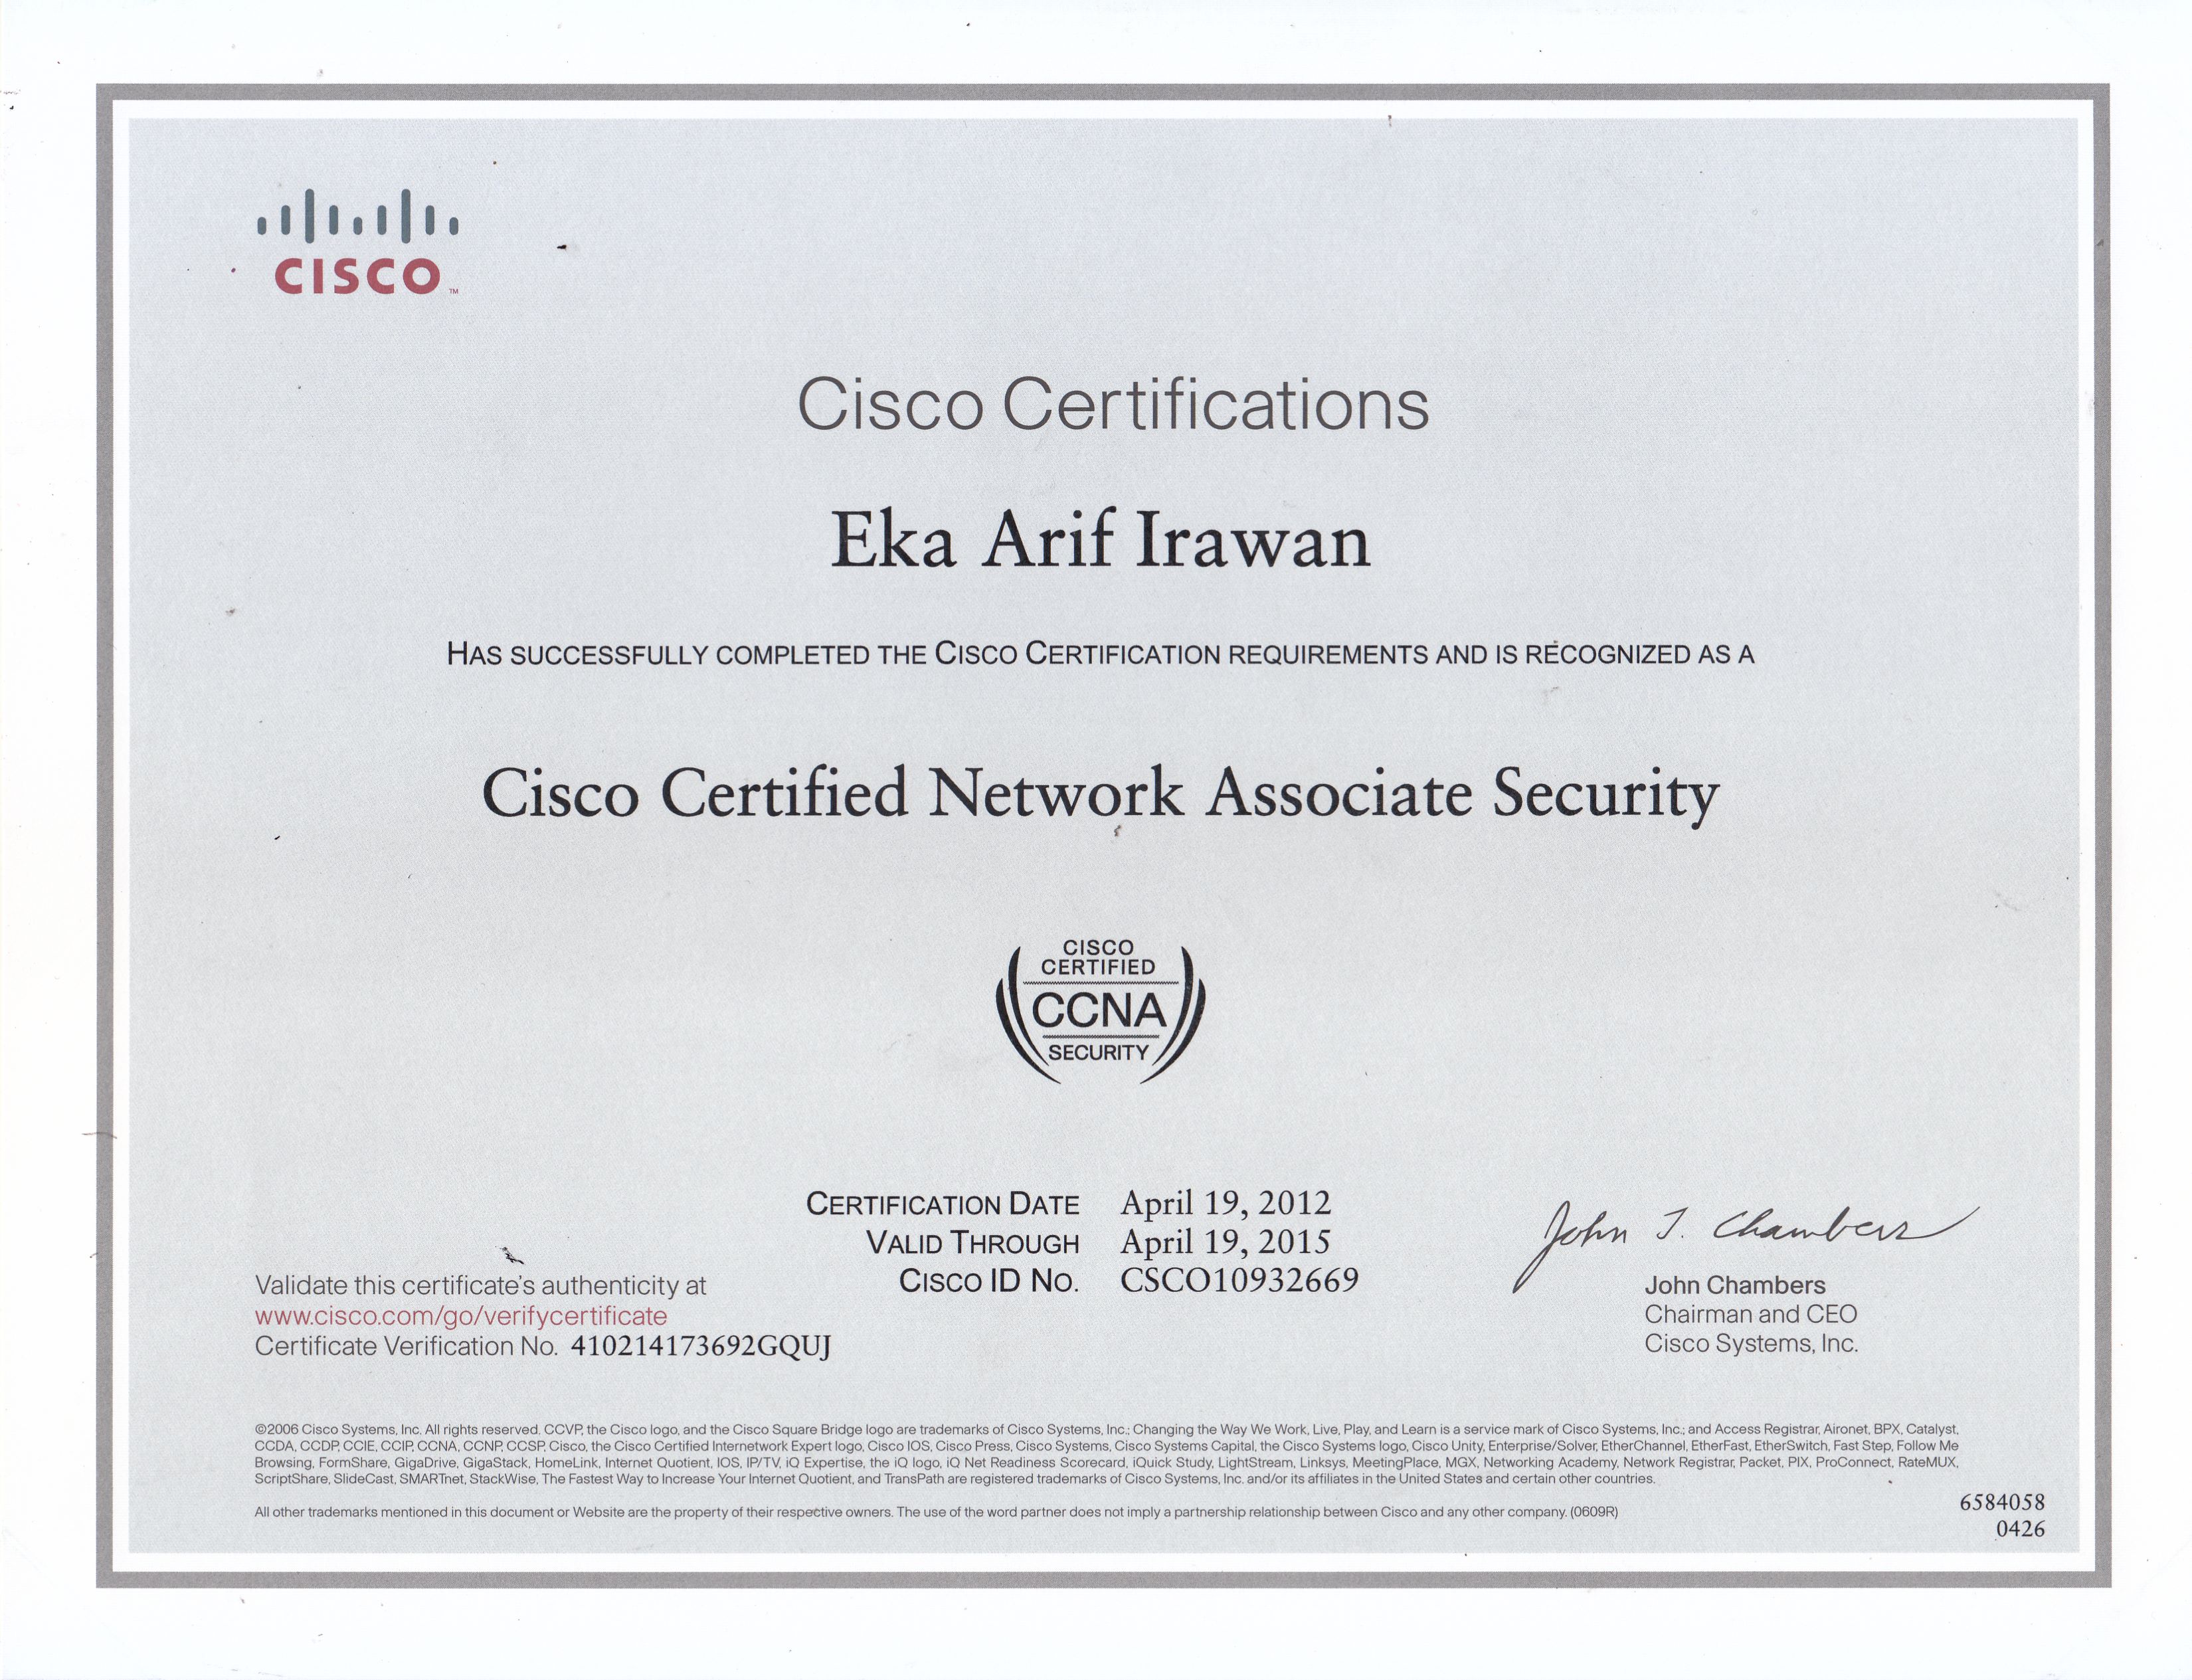 CISCO™
Cisco Certifications
Eka Arif Irawan
HAS SUCCESSFULLY COMPLETED THE CISCO CERTIFICATION REQUIREMENTS AND IS RECOGNIZED AS A
Cisco Certified Network Associate Security
CISCO
CERTIFIED
CCNA
SECURITY
CERTIFICATION DATE April 19, 2012
VALID THROUGH April 19, 2015
CISCO ID NO. CSCO10932669
Validate this certificate's authenticity at
www.cisco.com/go/verifycertificate
Certificate Verification No. 410214173692GQUJ
John T. Chambers
John Chambers
Chairman and CEO
Cisco Systems, Inc.
©2006 Cisco Systems, Inc. All rights reserved. CCVP, the Cisco logo, and the Cisco Square Bridge logo are trademarks of Cisco Systems, Inc.; Changing the Way We Work, Live, Play, and Learn is a service mark of Cisco Systems, Inc.; and Access Registrar, Aironet, BPX, Catalyst,
CCDA, CCDP, CCIE, CCIP, CCNA, CCNP, CCSP, Cisco, the Cisco Certified Internetwork Expert logo, Cisco IOS, Cisco Press, Cisco Systems, Cisco Systems Capital, the Cisco Systems logo, Cisco Unity, Enterprise/Solver, EtherChannel, EtherFast, EtherSwitch, Fast Step, Follow Me
Browsing, FormShare, GigaDrive, GigaStack, HomeLink, Internet Quotient, IOS, IP/TV, iQ Expertise, the iQ logo, iQ Net Readiness Scorecard, iQuick Study, LightStream, Linksys, MeetingPlace, MGX, Networking Academy, Network Registrar, Packet, PIX, ProConnect, RateMUX,
ScriptShare, SlideCast, SMARTnet, StackWise, The Fastest Way to Increase Your Internet Quotient, and TransPath are registered trademarks of Cisco Systems, Inc. and/or its affiliates in the United States and certain other countries.
All other trademarks mentioned in this document or Website are the property of their respective owners. The use of the word partner does not imply a partnership relationship between Cisco and any other company. (0609R)
6584058
0426